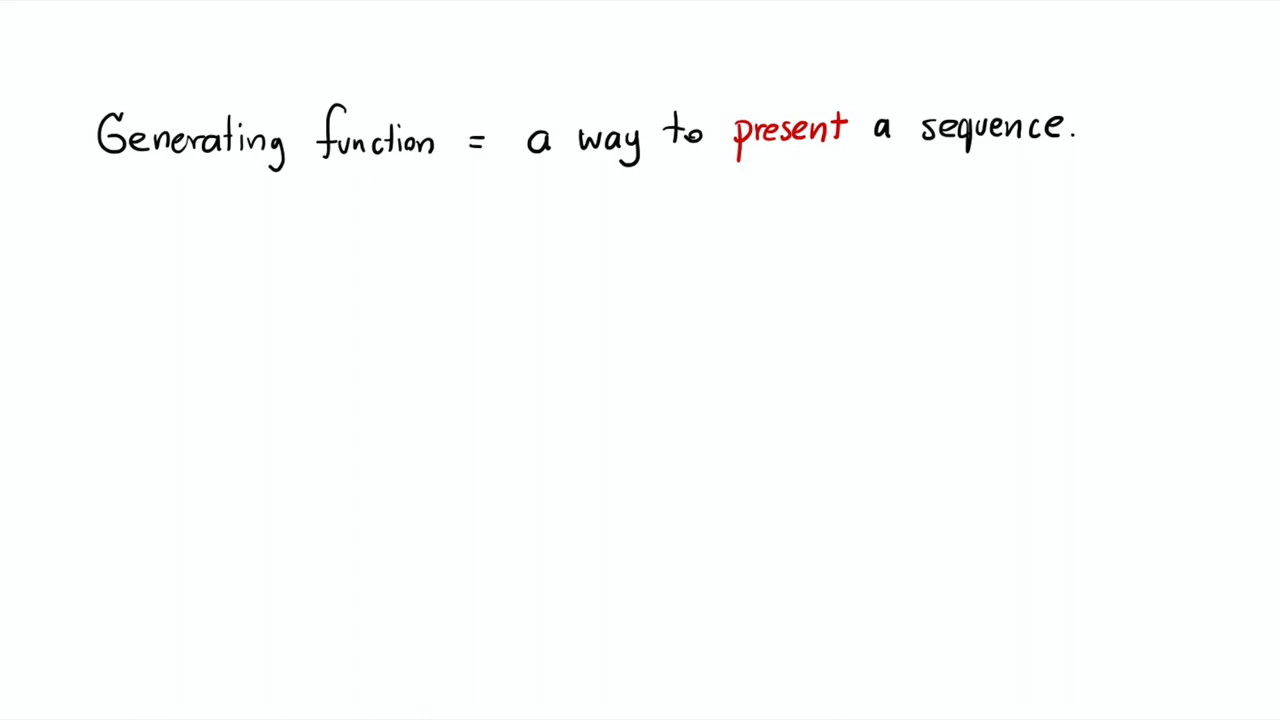 Generating function = a way to present a sequence.